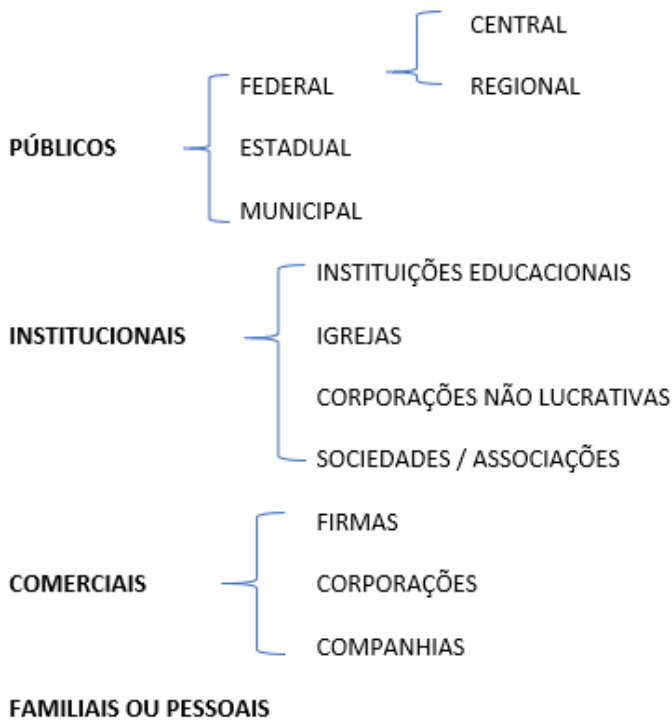 CENTRAL
FEDERAL REGIONAL
PÚBLICOS ESTADUAL
MUNICIPAL
INSTITUIÇÕES EDUCACIONAIS
INSTITUCIONAIS IGREJAS
CORPORAÇÕES NÃO LUCRATIVAS
SOCIEDADES / ASSOCIAÇÕES
FIRMAS
COMERCIAIS CORPORAÇÕES
COMPANHIAS
FAMILIAIS OU PESSOAIS